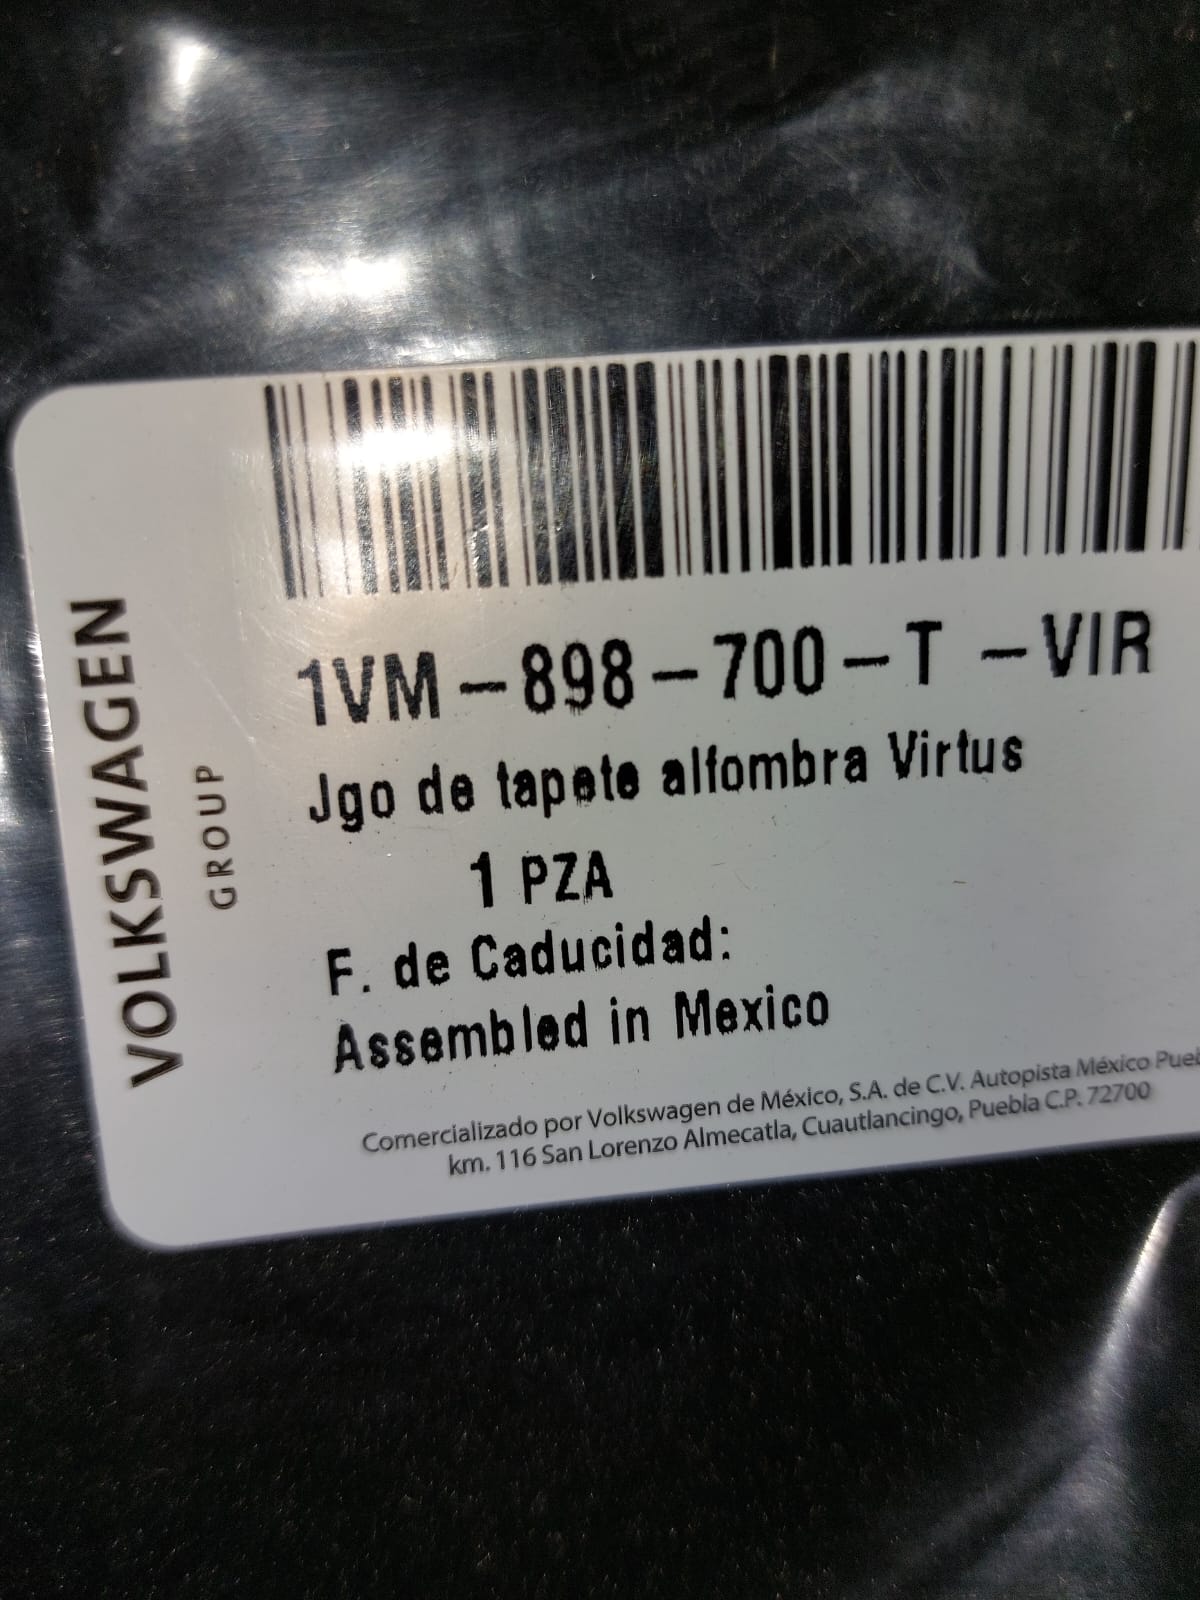 VOLKSWAGEN
GROUP
1VM-898-700-T -VIR
Jgo de tapete alfombra Virtus
1 PZA
F. de Caducidad:
Assembled in Mexico
Comercializado por Volkswagen de México, S.A. de C.V. Autopista México
km. 116 San Lorenzo Almecatla, Cuautlancingo, Puebla C.P. 72700